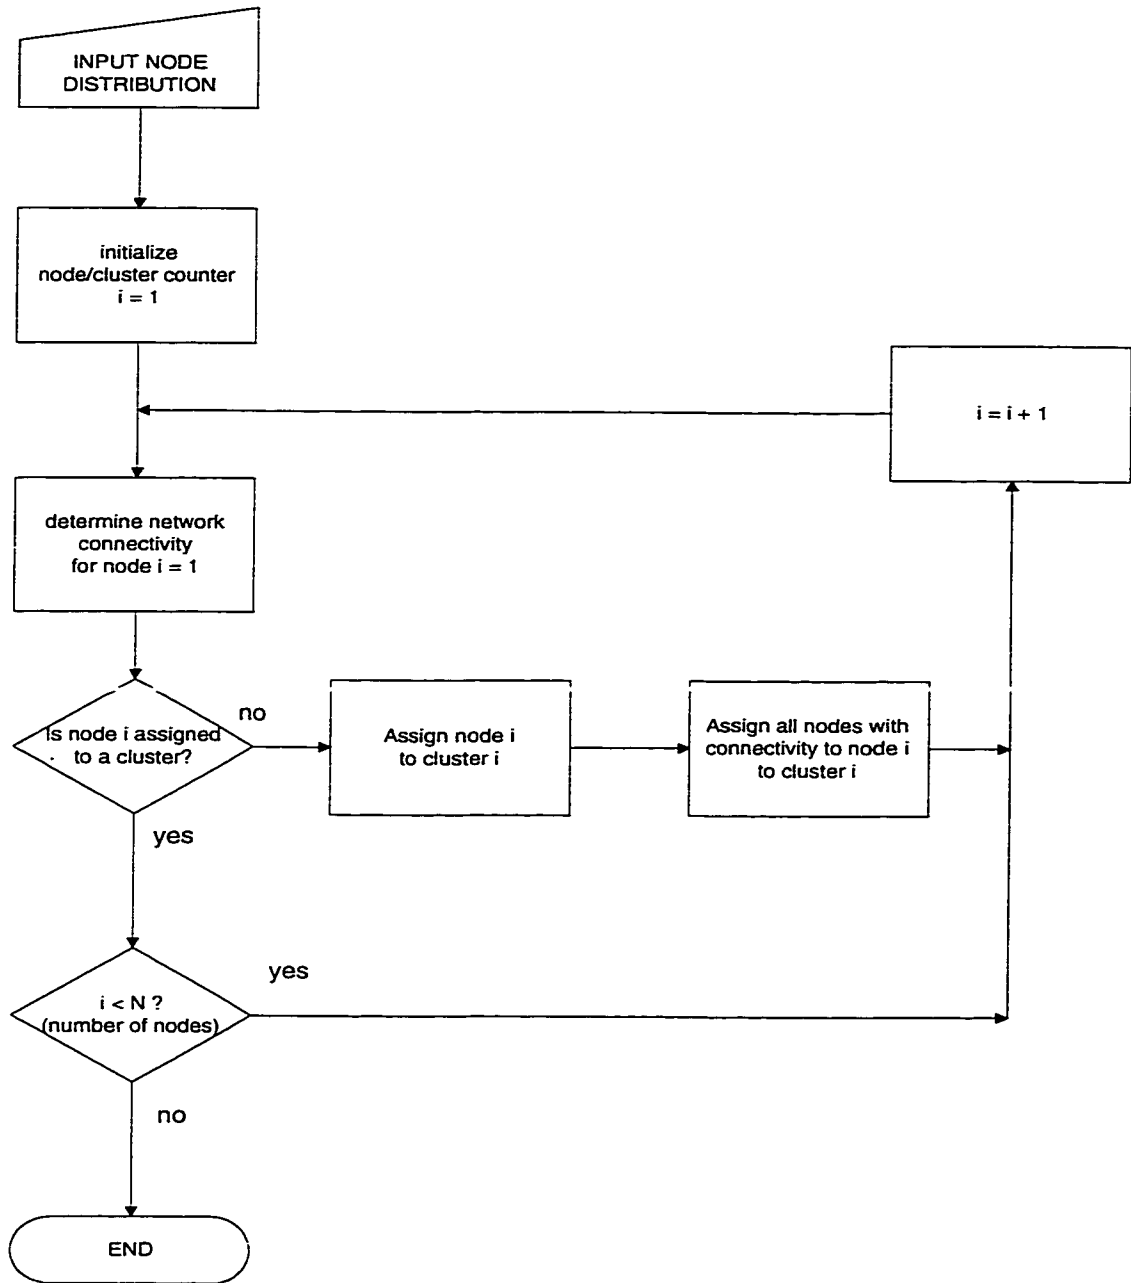 INPUT NODE
DISTRIBUTION
initialize
node/cluster counter
i = 1
i = i + 1
determine network
connectivity
for node i = 1
Is node i assigned
to a cluster?
no
Assign node i
to cluster i
Assign all nodes with
connectivity to node i
to cluster i
yes
i < N ?
(number of nodes)
yes
no
END